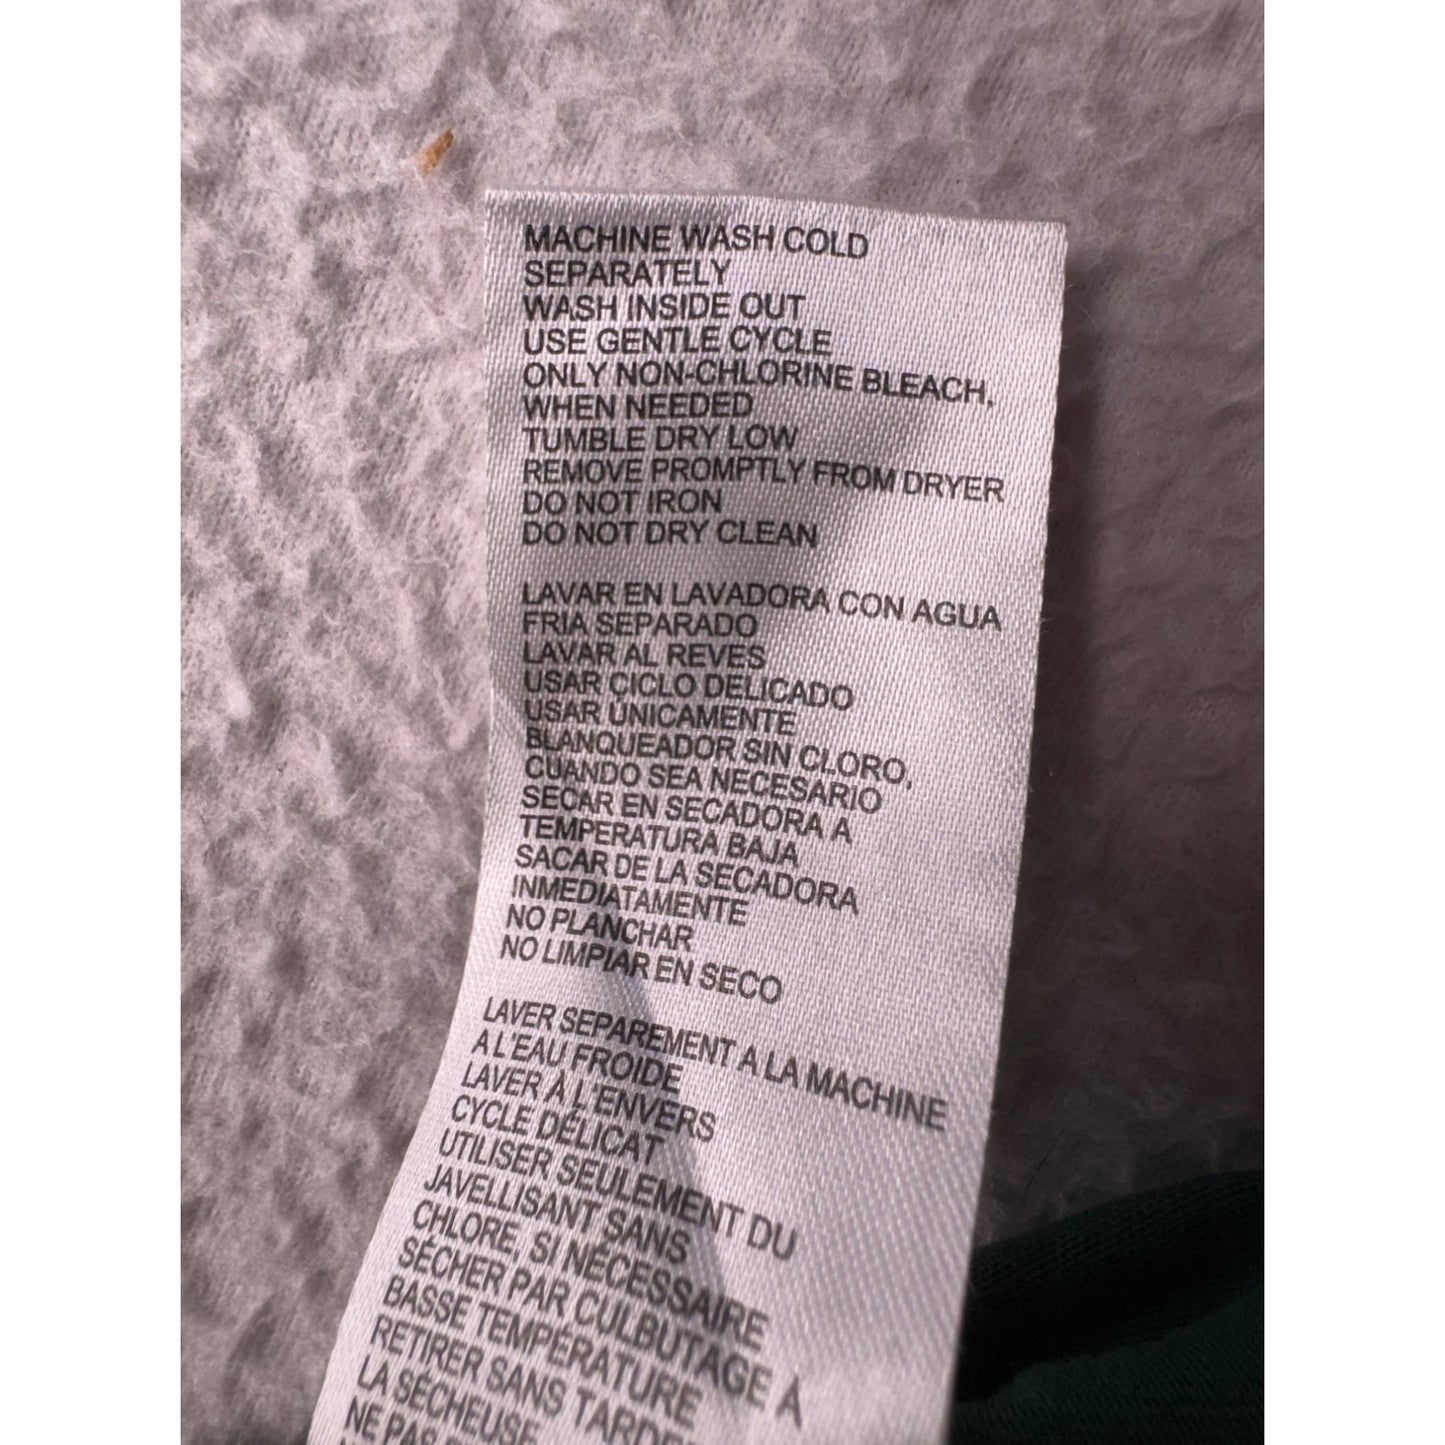 MACHINE WASH COLD
SEPARATELY
WASH INSIDE OUT
USE GENTLE CYCLE
ONLY NON-CHLORINE BLEACH,
WHEN NEEDED
TUMBLE DRY LOW
REMOVE PROMPTLY FROM DRYER
DO NOT IRON
DO NOT DRY CLEAN
LAVAR EN LAVADORA CON AGUA
FRIA SEPARADO
LAVAR AL REVES
USAR CICLO DELICADO
USAR ÚNICAMENTE
BLANQUEADOR SIN CLORO,
CUANDO SEA NECESARIO
SECAR EN SECADORA A
TEMPERATURA BAJA
SACAR DE LA SECADORA
INMEDIATAMENTE
NO PLANCHAR
NO LIMPIAR EN SECO
LAVER SEPAREMENT A LA MACHINE
A L'EAU FROIDE
LAVER À L'ENVERS
CYCLE DÉLICAT
UTILISER SEULEMENT DU
JAVELLISANT SANS
CHLORE, SI NÉCESSAIRE
SÉCHER PAR CULBUTAGE À
BASSE TEMPÉRATURE
RETIRER SANS TARDE
LA SÉCHEUSE
NE PAS